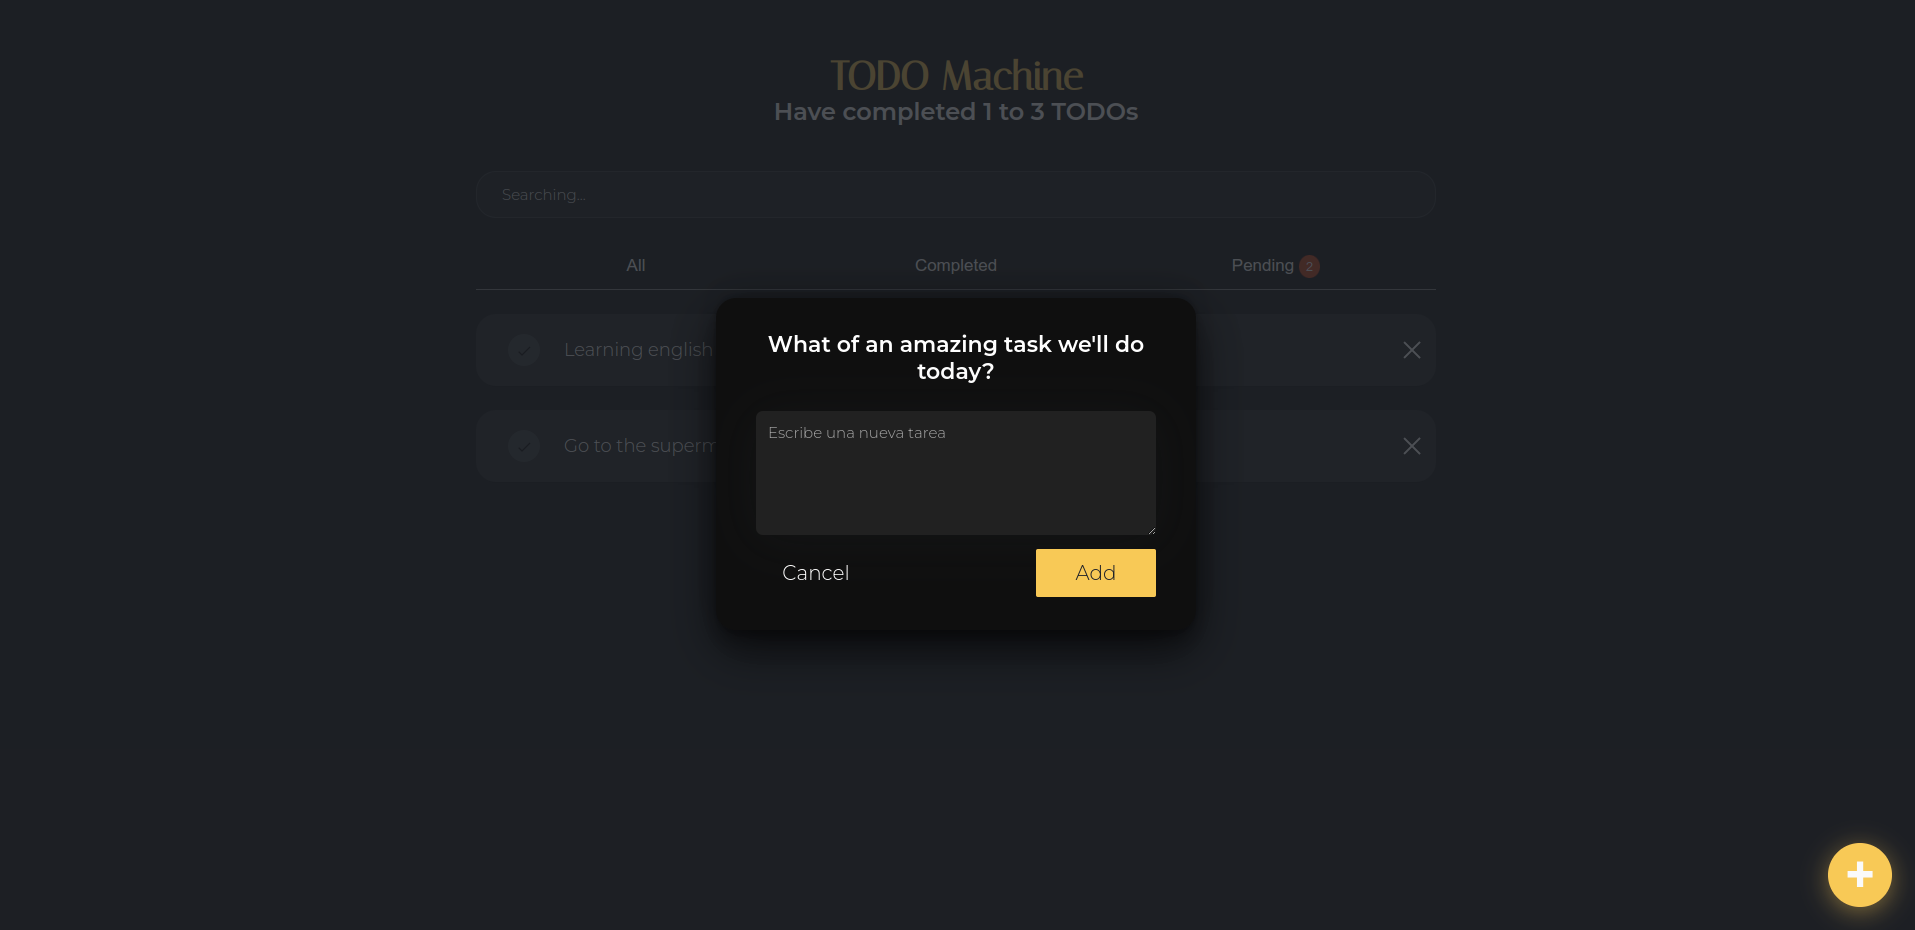 TODO Machine
Have completed 1 to 3 TODOs
Searching...
All
Completed
Pending 2
Learning english
Go to the superm
What of an amazing task we'll do
today?
Escribe una nueva tarea
Cancel
Add